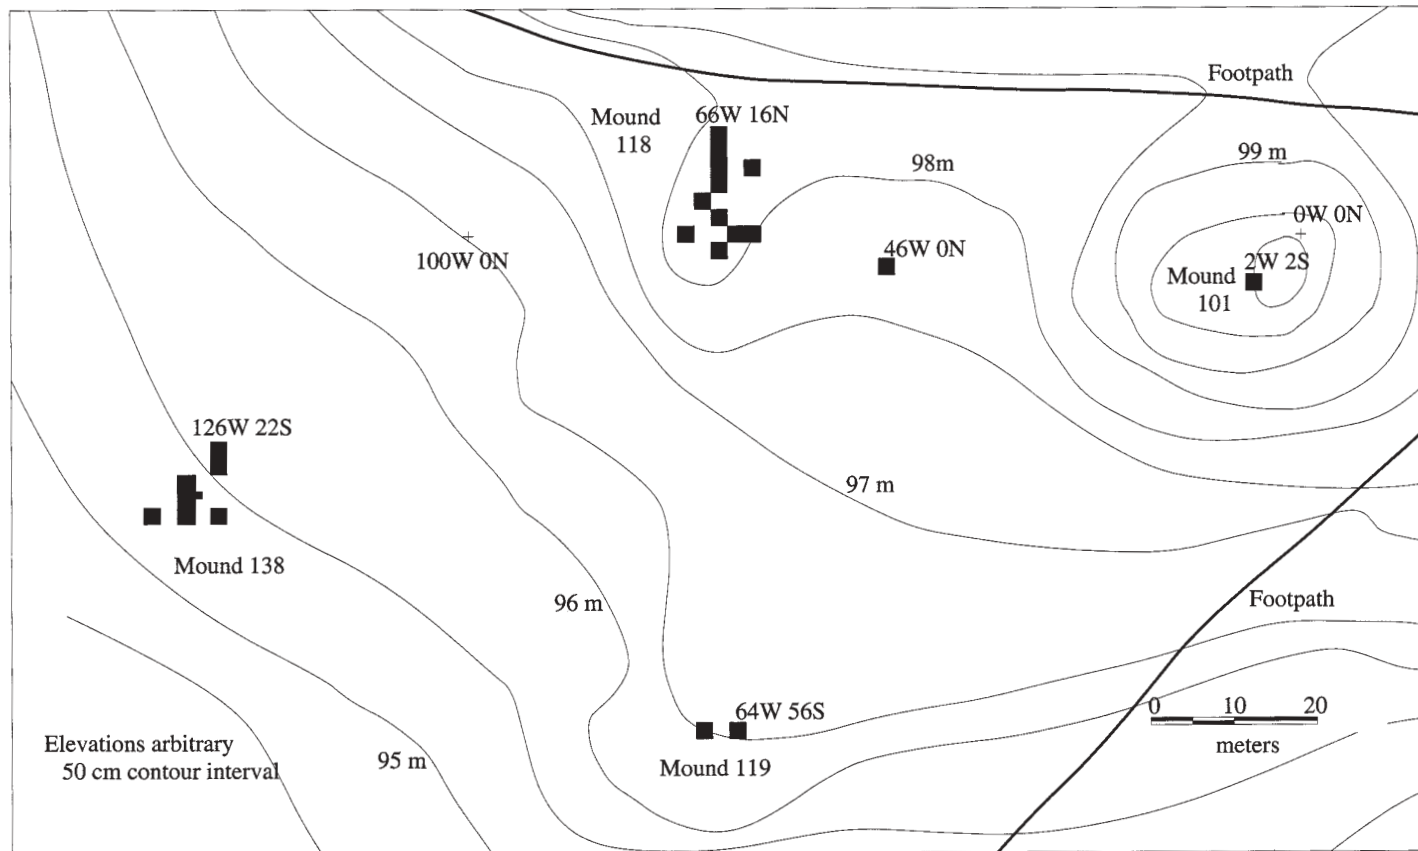 Footpath
Mound
118
66W 16N
98m
99 m
0W 0N
100W 0N
46W 0N
2W 2S
Mound
101
126W 22S
97 m
Mound 138
96 m
Footpath
64W 56S
0 10 20
meters
Elevations arbitrary
50 cm contour interval
95 m
Mound 119